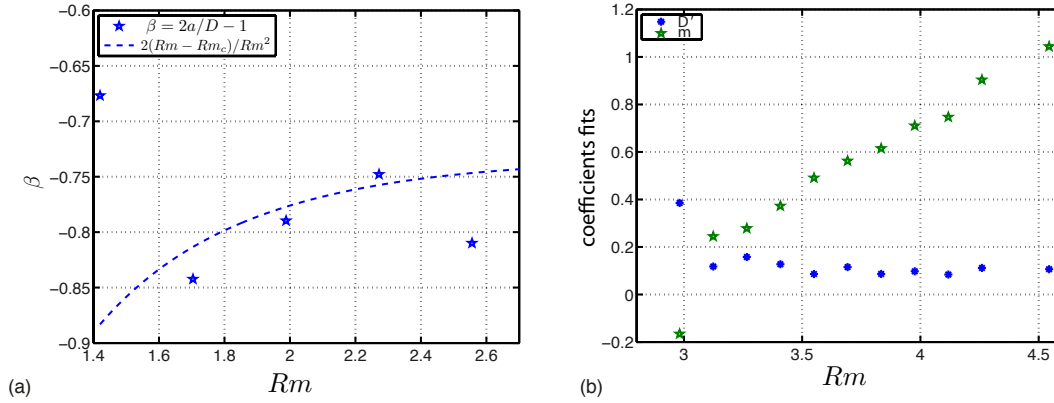 −0.6
β = 2a/D − 1
2(Rm − Rm_c)/Rm²
−0.65
−0.7
−0.75
−0.8
−0.85
−0.9
β
1.4 1.6 1.8 2 2.2 2.4 2.6
Rm
(a)
1.2
D'
m
1
0.8
0.6
0.4
0.2
0
−0.2
coefficients fits
3 3.5 4 4.5
Rm
(b)